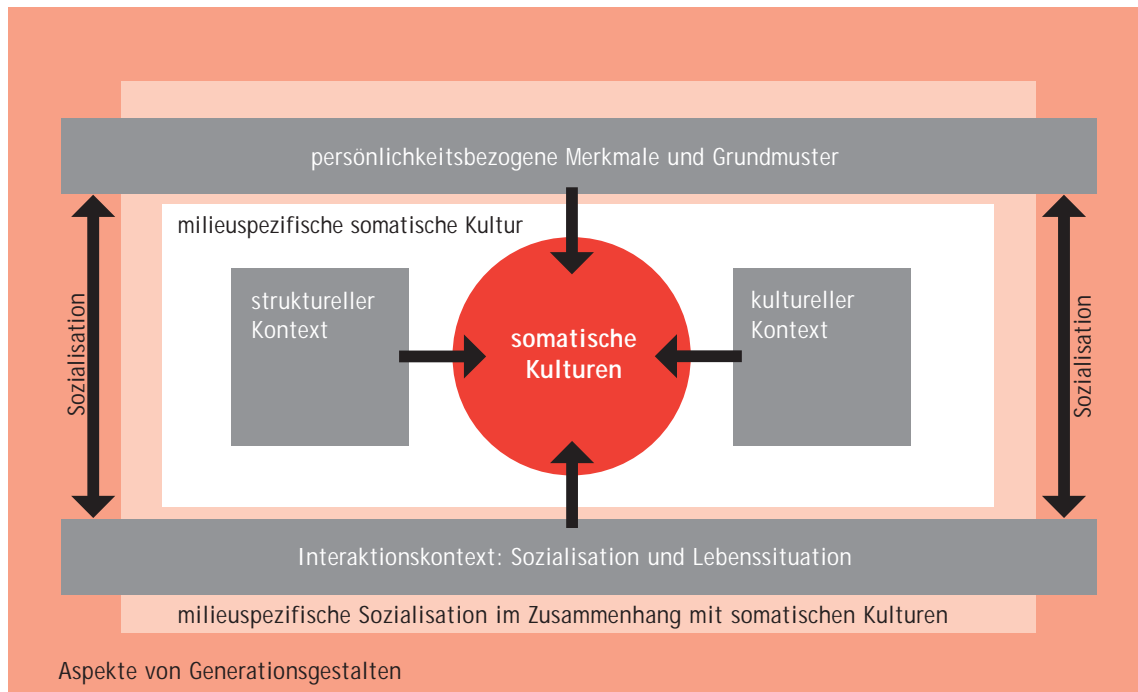 persönlichkeitsbezogene Merkmale und Grundmuster
milieuspezifische somatische Kultur
Sozialisation
struktureller
Kontext
somatische
Kulturen
kultureller
Kontext
Sozialisation
Interaktionskontext: Sozialisation und Lebenssituation
milieuspezifische Sozialisation im Zusammenhang mit somatischen Kulturen
Aspekte von Generationsgestalten